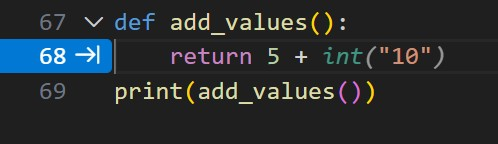 67 def add_values():
68 return 5 + int("10")
69 print(add_values())